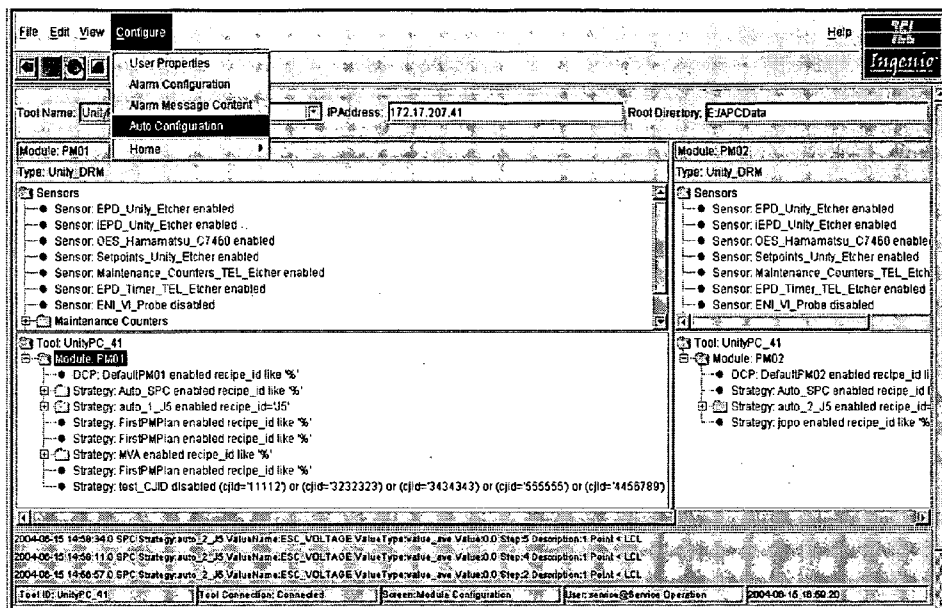 File Edit View Configure Help
TEL
Ingenio
User Properties
Alarm Configuration
Alarm Message Content
Auto Configuration
Home
Tool Name: IPAddress: 172.17.207.41 Root Directory: E:/APCData
Module: PM01 Module: PM02
Type: Unity_DRM Type: Unity_DRM
Sensors Sensors
Sensor: EPD_Unity_Etcher enabled Sensor: EPD_Unity_Etcher enabled
Sensor: iEPD_Unity_Etcher enabled Sensor: iEPD_Unity_Etcher enabled
Sensor: OES_Hamamatsu_C7460 enabled Sensor: OES_Hamamatsu_C7460 enable
Sensor: Setpoints_Unity_Etcher enabled Sensor: Setpoints_Unity_Etcher enabled
Sensor: Maintenance_Counters_TEL_Etcher enabled Sensor: Maintenance_Counters_TEL_Etch
Sensor: EPD_Timer_TEL_Etcher enabled Sensor: EPD_Timer_TEL_Etcher enabled
Sensor: ENI_VI_Probe disabled Sensor: ENI_VI_Probe disabled
Maintenance Counters
Tool: UnityPC_41 Tool: UnityPC_41
Module: PM01 Module: PM02
DCP: DefaultPM01 enabled recipe_id like '%' DCP: DefaultPM02 enabled recipe_id li
Strategy: Auto_SPC enabled recipe_id like '%' Strategy: Auto_SPC enabled recipe_id
Strategy: auto_1_J5 enabled recipe_id='J5' Strategy: auto_2_J5 enabled recipe_id=
Strategy: FirstPMPlan enabled recipe_id like '%' Strategy: jopo enabled recipe_id like '%
Strategy: FirstPMPlan enabled recipe_id like '%'
Strategy: MVA enabled recipe_id like '%'
Strategy: FirstPMPlan enabled recipe_id like '%'
Strategy: test_CJID disabled (cjid='11112') or (cjid='3232323') or (cjid='3434343') or (cjid='555555') or (cjid='4456789')
2004-06-15 14:59:34.0 SPC Strategy:auto_2_J5 ValueName:ESC_VOLTAGE ValueType:value_ave Value:0.0 Step:5 Description:1 Point < LCL
2004-06-15 14:59:11.0 SPC Strategy:auto_2_J5 ValueName:ESC_VOLTAGE ValueType:value_ave Value:0.0 Step:4 Description:1 Point < LCL
2004-06-15 14:58:57.0 SPC Strategy:auto_2_J5 ValueName:ESC_VOLTAGE ValueType:value_ave Value:0.0 Step:2 Description:1 Point < LCL
Tool ID: UnityPC_41 Tool Connection: Connected Screen:Module Configuration User: service@Service Operation 2004-06-15 18:59:20